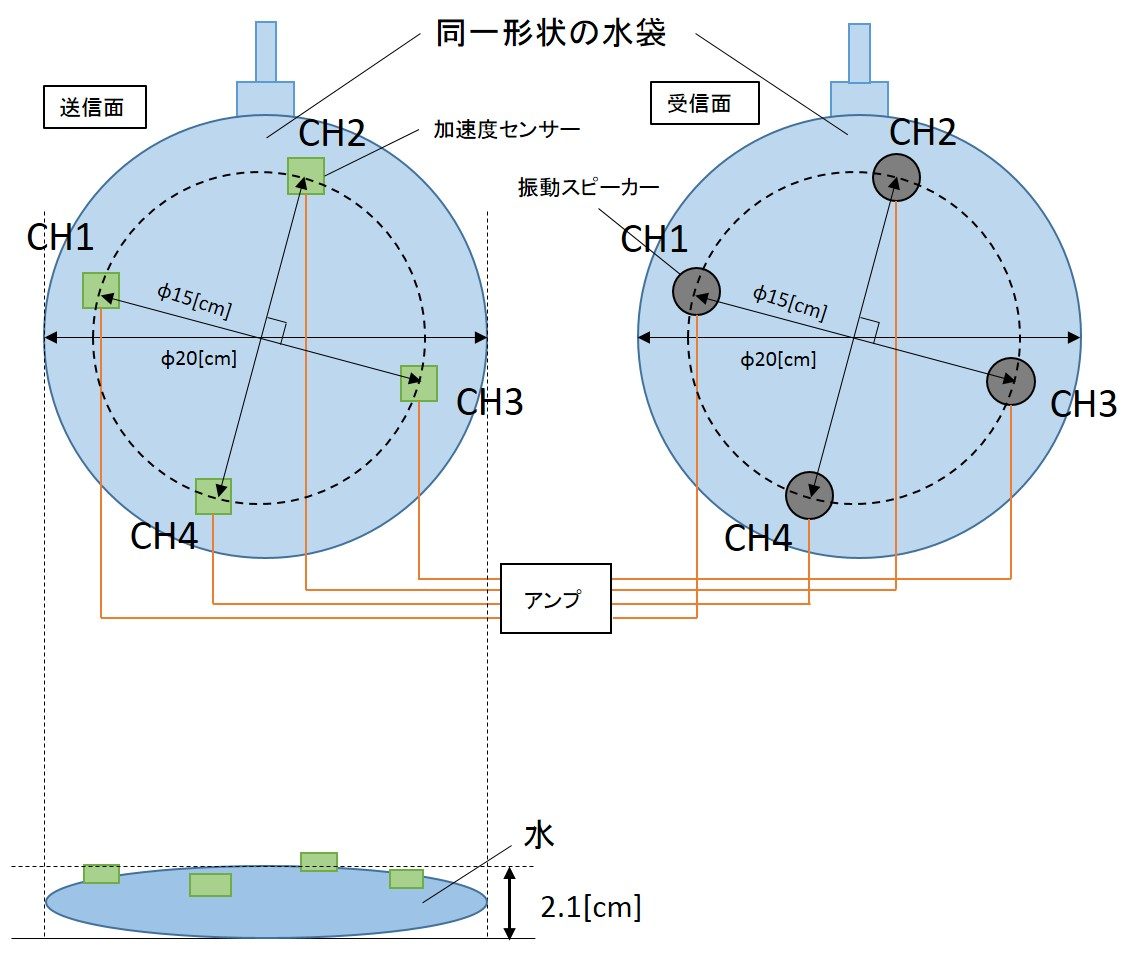 同一形状の水袋
送信面
受信面
加速度センサー
CH2
CH2
振動スピーカー
CH1
CH1
φ15[cm]
φ15[cm]
φ20[cm]
φ20[cm]
CH3
CH3
CH4
CH4
アンプ
水
2.1[cm]